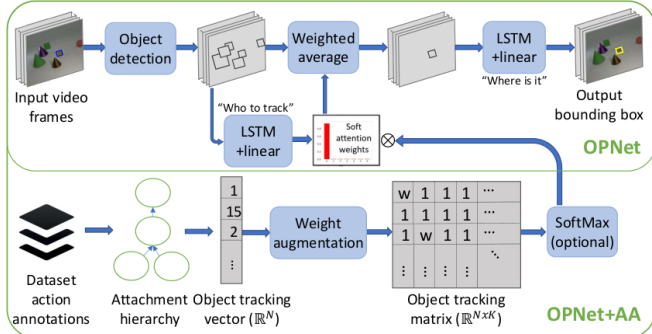 Input video
frames
Object
detection
"Who to track"
LSTM
+linear
Weighted
average
Soft
attention
weights
LSTM
+linear
"Where is it"
Output
bounding box
OPNet
Dataset
action
annotations
Attachment
hierarchy
1
15
2
⋮
Object tracking
vector (ℝ^N)
Weight
augmentation
w 1 1 1 ⋯
1 1 1 1 ⋯
1 w 1 1 ⋯
⋱
⋮ ⋮ ⋮ ⋮
Object tracking
matrix (ℝ^NxK)
⊗
SoftMax
(optional)
OPNet+AA